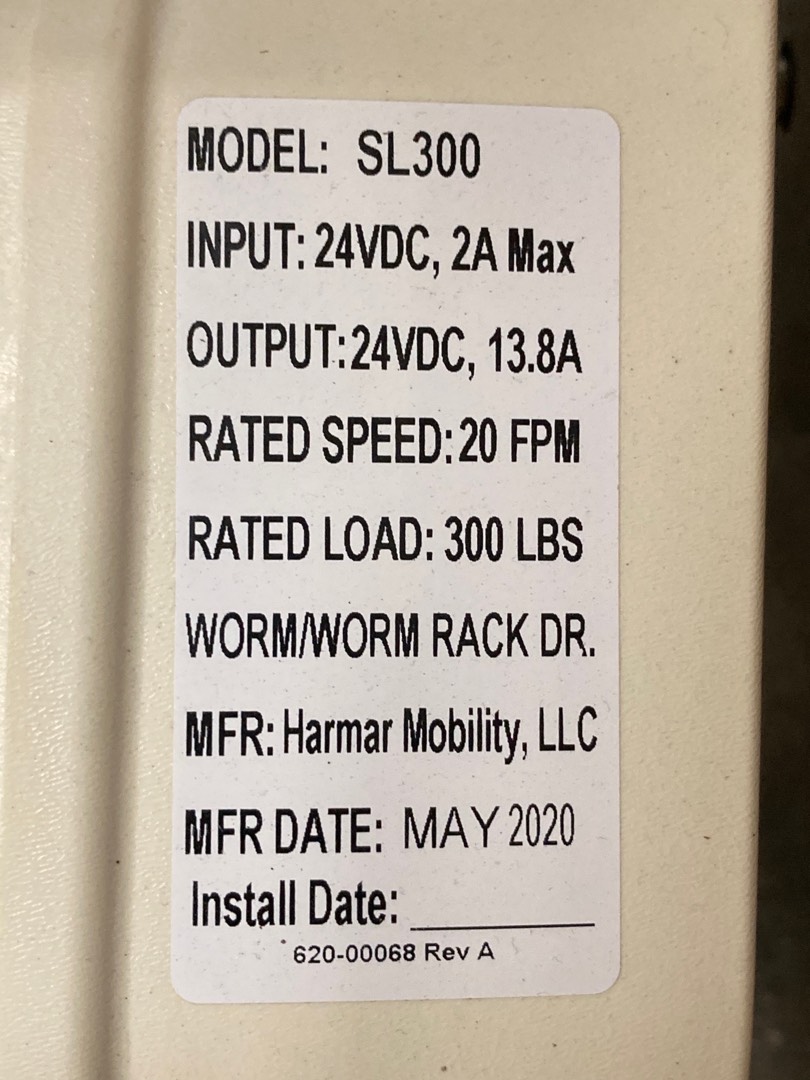 MODEL: SL300
INPUT: 24VDC, 2A Max
OUTPUT: 24VDC, 13.8A
RATED SPEED: 20 FPM
RATED LOAD: 300 LBS
WORM/WORM RACK DR.
MFR: Harmar Mobility, LLC
MFR DATE: MAY 2020
Install Date: ____________
620-00068 Rev A